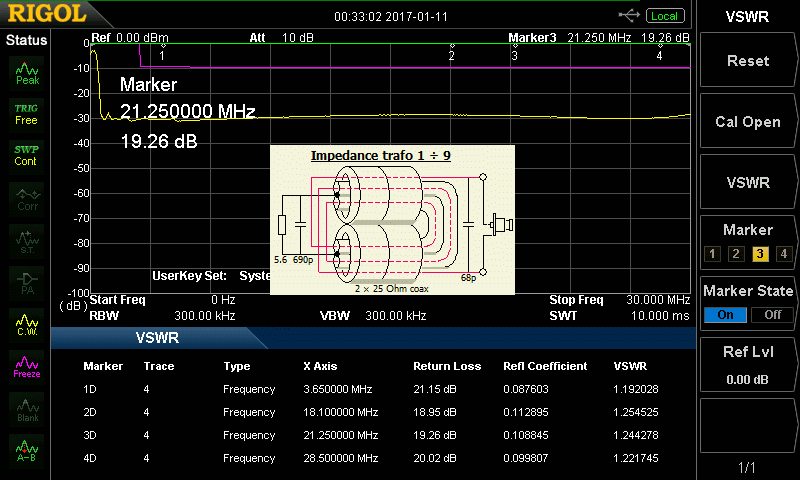 RIGOL
00:33:02 2017-01-11
Local
VSWR
Status
Ref 0.00 dBm Att 10 dB Marker3 21.250 MHz 19.26 dB
Peak
TRIG
Free
SWP
Cont
Corr
S.T.
PA
C.W.
Freeze
Blank
A-B
0
-10
-20
-30
-40
-50
-60
-70
-80
-90
-100
( dB )
1 2 3 4
Marker
21.250000 MHz
19.26 dB
Impedance trafo 1 ÷ 9
5.6 690p
68p
2 × 25 Ohm coax
UserKey Set: Syste
Start Freq 0 Hz Stop Freq 30.000 MHz
RBW 300.00 kHz VBW 300.00 kHz SWT 10.000 ms
VSWR
Marker Trace Type X Axis Return Loss Refl Coefficient VSWR
1D 4 Frequency 3.650000 MHz 21.15 dB 0.087603 1.192028
2D 4 Frequency 18.100000 MHz 18.95 dB 0.112895 1.254525
3D 4 Frequency 21.250000 MHz 19.26 dB 0.108845 1.244278
4D 4 Frequency 28.500000 MHz 20.02 dB 0.099807 1.221745
Reset
Cal Open
VSWR
Marker
1 2 3 4
Marker State
On Off
Ref Lvl
0.00 dB
1/1